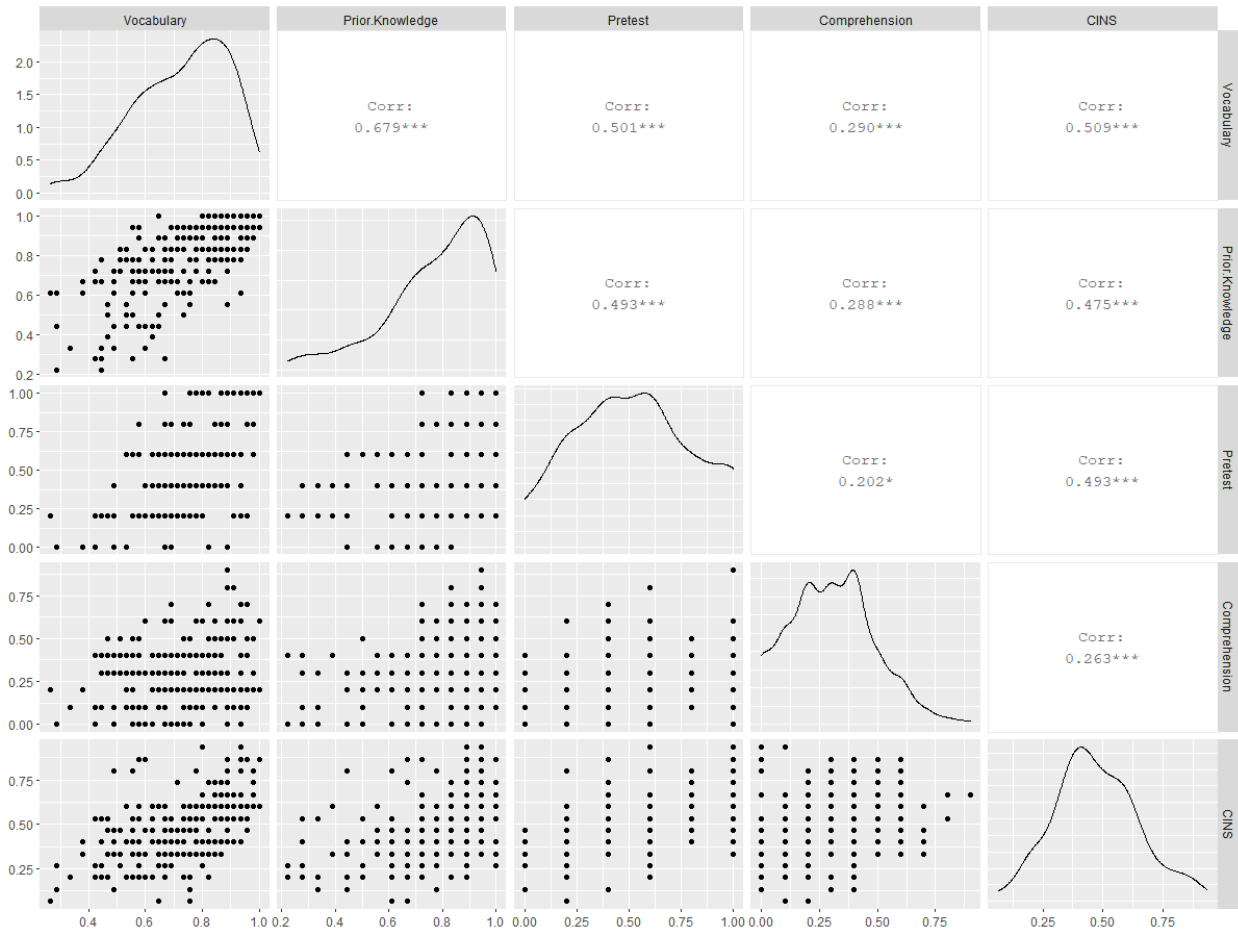 Vocabulary Prior.Knowledge Pretest Comprehension CINS
2.0
1.5
1.0
0.5
0.0
Corr:
0.679***
Corr:
0.501***
Corr:
0.290***
Corr:
0.509***
Vocabulary
1.0
0.8
0.6
0.4
0.2
Corr:
0.493***
Corr:
0.288***
Corr:
0.475***
Prior.Knowledge
1.00
0.75
0.50
0.25
0.00
Corr:
0.202*
Corr:
0.493***
Pretest
0.75
0.50
0.25
0.00
Corr:
0.263***
Comprehension
0.75
0.50
0.25
CINS
0.4 0.6 0.8 1.0 0.2 0.4 0.6 0.8 1.0 0.00 0.25 0.50 0.75 1.00 0.00 0.25 0.50 0.75 0.25 0.50 0.75